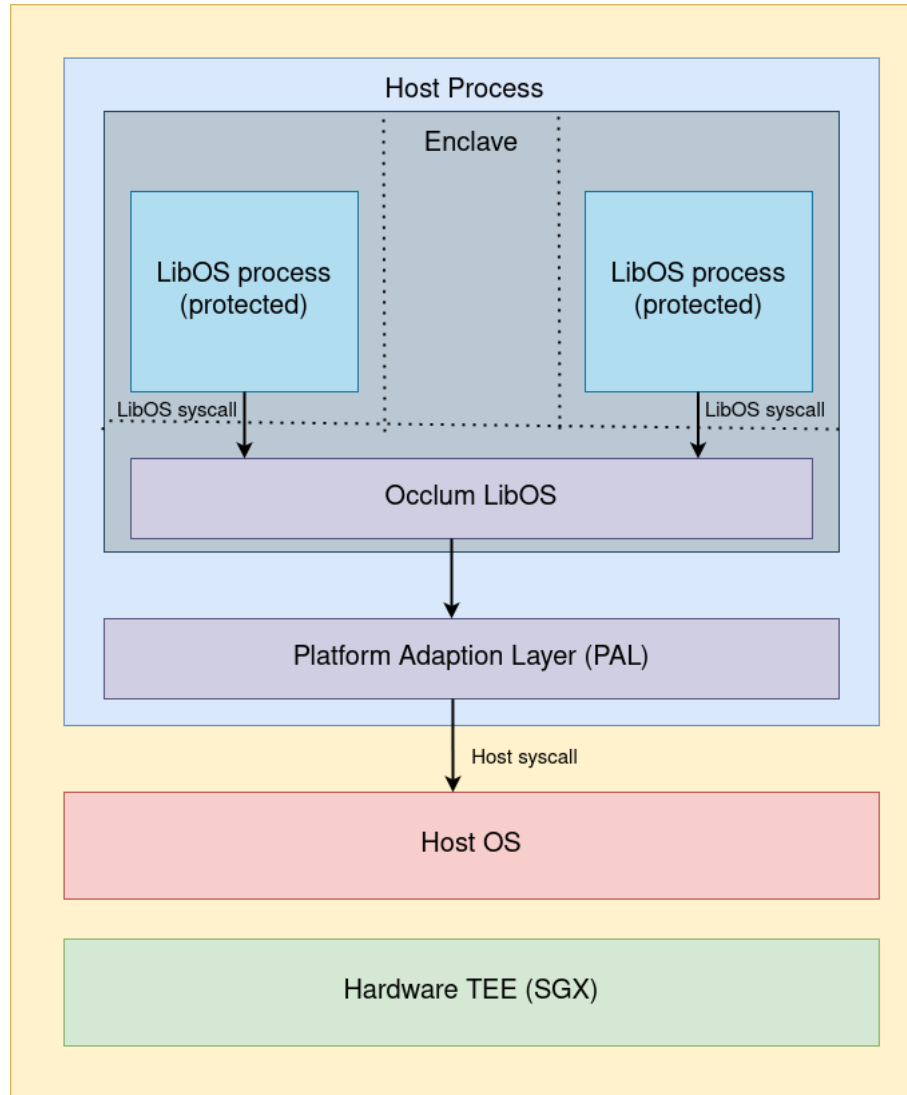 Host Process
Enclave
LibOS process
(protected)
LibOS process
(protected)
LibOS syscall
LibOS syscall
Occlum LibOS
Platform Adaption Layer (PAL)
Host syscall
Host OS
Hardware TEE (SGX)